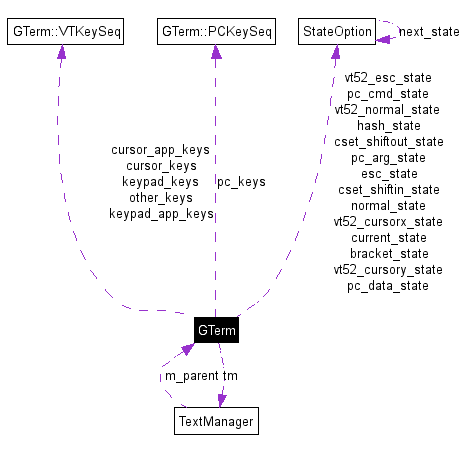 GTerm::VTKeySeq
GTerm::PCKeySeq
StateOption
next_state
vt52_esc_state
pc_cmd_state
vt52_normal_state
hash_state
cset_shiftout_state
pc_arg_state
esc_state
cset_shiftin_state
normal_state
vt52_cursorx_state
current_state
bracket_state
vt52_cursory_state
pc_data_state
cursor_app_keys
cursor_keys
keypad_keys
other_keys
keypad_app_keys
pc_keys
GTerm
m_parent
tm
TextManager